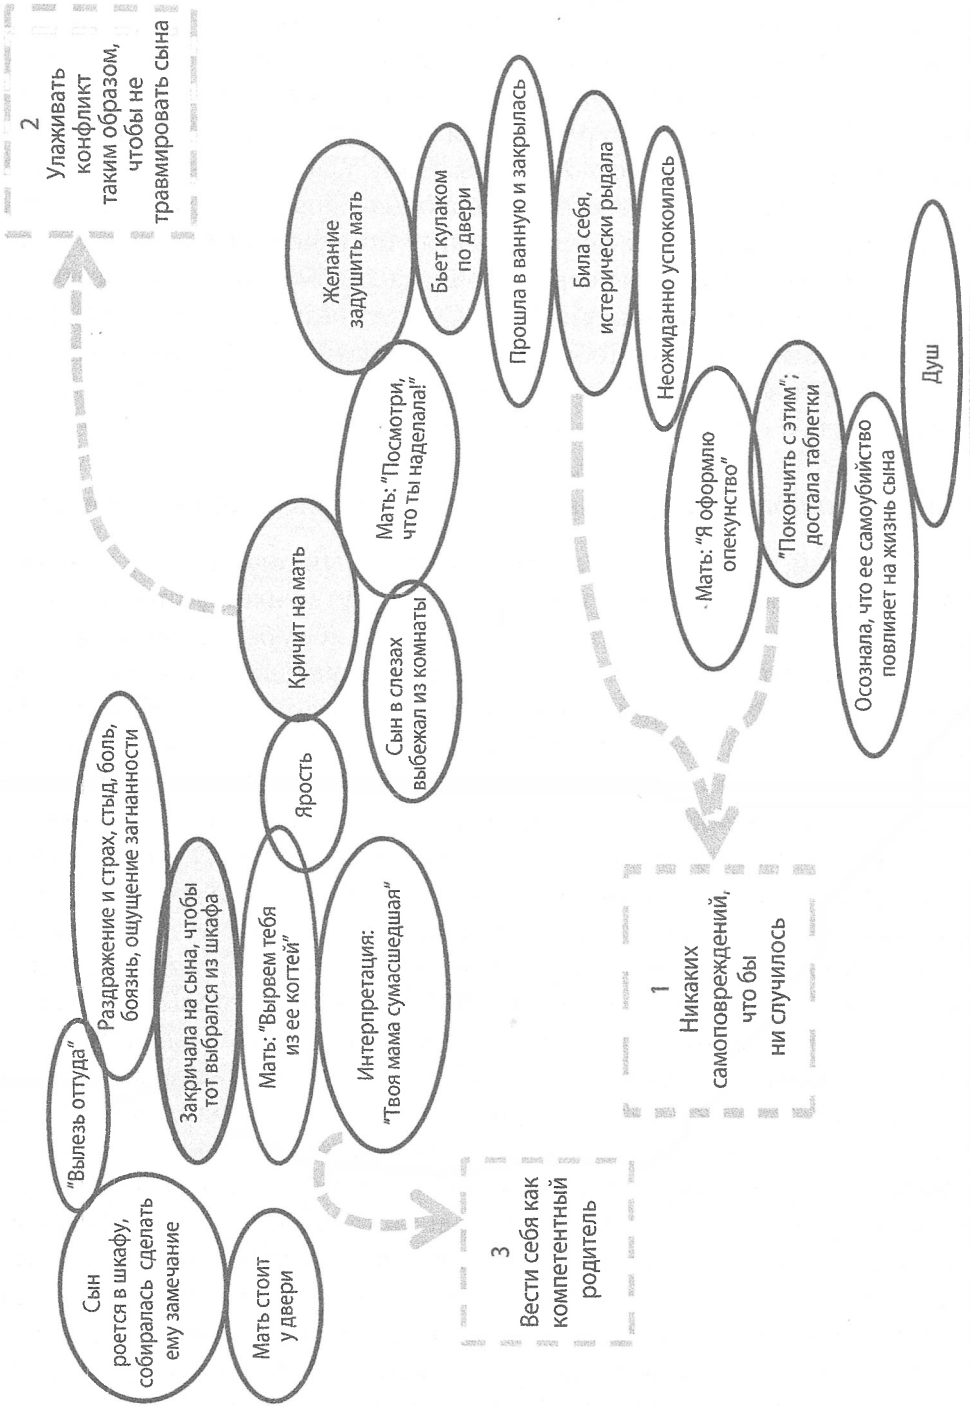 Сын
роется в шкафу,
собиралась сделать
ему замечание
Мать стоит
у двери
"Вылезь оттуда"
Раздражение и страх, стыд, боль,
боязнь, ощущение загнанности
Закричала на сына, чтобы
тот выбрался из шкафа
Мать: "Вырвем тебя
из ее когтей"
Интерпретация:
"Твоя мама сумасшедшая"
3
Вести себя как
компетентный
родитель
Ярость
Кричит на мать
Сын в слезах
выбежал из комнаты
Мать: "Посмотри,
что ты наделала!"
2
Улаживать
конфликт
таким образом,
чтобы не
травмировать сына
Желание
задушить мать
Бьет кулаком
по двери
Прошла в ванную и закрылась
Била себя,
истерически рыдала
Неожиданно успокоилась
Мать: "Я оформлю
опекунство"
"Покончить с этим";
достала таблетки
Осознала, что ее самоубийство
повлияет на жизнь сына
Душ
1
Никаких
самоповреждений,
что бы
ни случилось